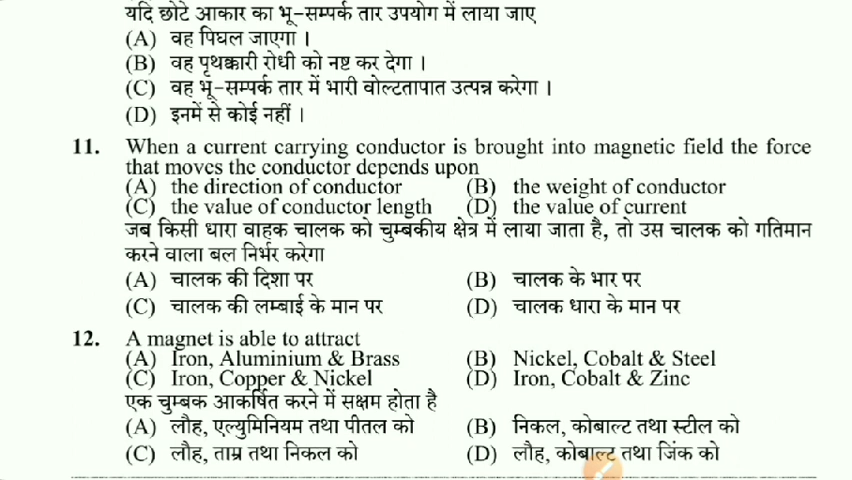 यदि छोटे आकार का भू-सम्पर्क तार उपयोग में लाया जाए
(A) वह पिघल जाएगा ।
(B) वह पृथक्कारी रोधी को नष्ट कर देगा ।
(C) वह भू-सम्पर्क तार में भारी वोल्टतापात उत्पन्न करेगा ।
(D) इनमें से कोई नहीं ।
11. When a current carrying conductor is brought into magnetic field the force
that moves the conductor depends upon
(A) the direction of conductor (B) the weight of conductor
(C) the value of conductor length (D) the value of current
जब किसी धारा वाहक चालक को चुम्बकीय क्षेत्र में लाया जाता है, तो उस चालक को गतिमान
करने वाला बल निर्भर करेगा
(A) चालक की दिशा पर (B) चालक के भार पर
(C) चालक की लम्बाई के मान पर (D) चालक धारा के मान पर
12. A magnet is able to attract
(A) Iron, Aluminium & Brass (B) Nickel, Cobalt & Steel
(C) Iron, Copper & Nickel (D) Iron, Cobalt & Zinc
एक चुम्बक आकर्षित करने में सक्षम होता है
(A) लौह, एल्युमिनियम तथा पीतल को (B) निकल, कोबाल्ट तथा स्टील को
(C) लौह, ताम्र तथा निकल को (D) लौह, कोबाल्ट तथा जिंक को